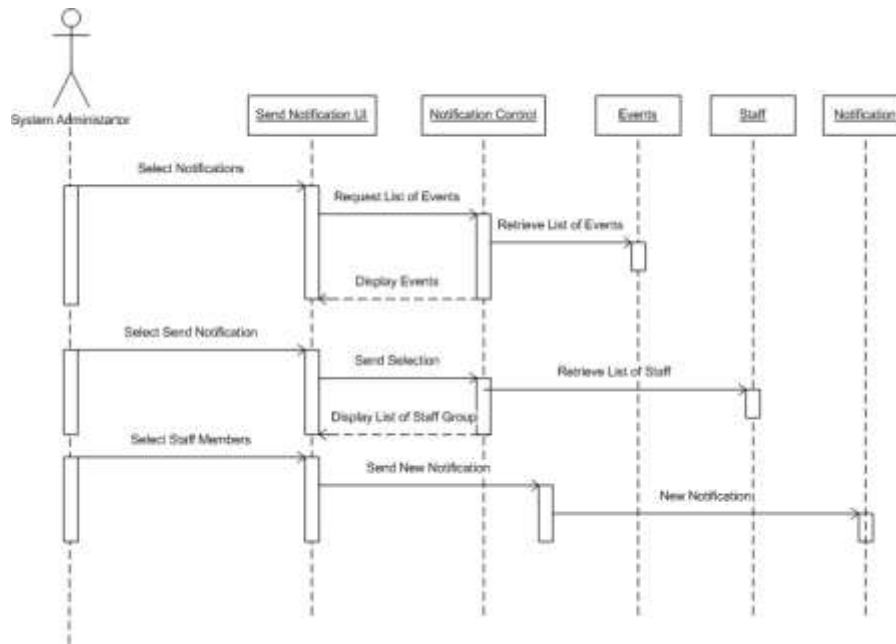 System Administartor
Send Notification UI
Notification Control
Events
Staff
Notification
Select Notifications
Request List of Events
Retrieve List of Events
Display Events
Select Send Notification
Send Selection
Retrieve List of Staff
Display List of Staff Group
Select Staff Members
Send New Notification
New Notification